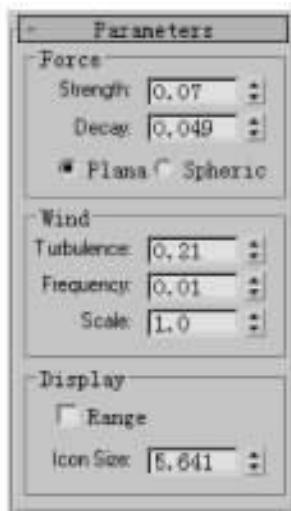 - Parameters
Force
Strength: 0.07
Decay: 0.049
Plana Spheric
Wind
Turbulence: 0.21
Frequency: 0.01
Scale: 1.0
Display
Range
Icon Size: 5.641